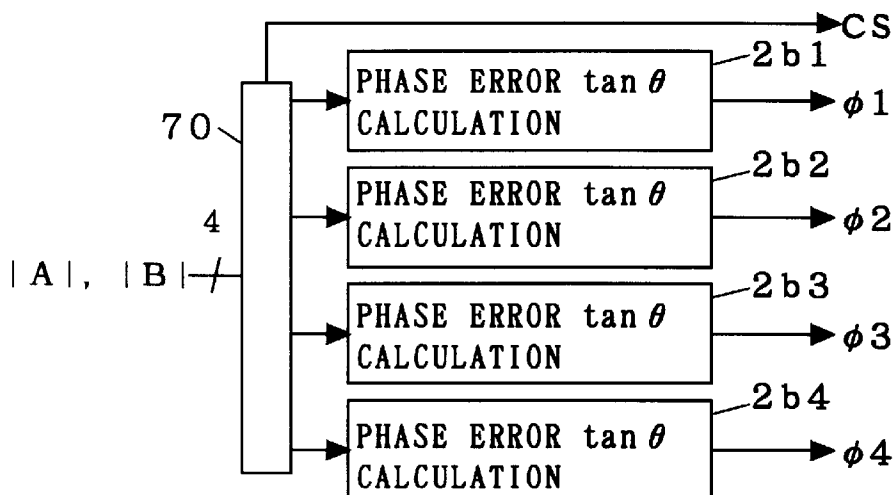 CS
2b1
PHASE ERROR tan θ
CALCULATION
φ1
70
2b2
PHASE ERROR tan θ
CALCULATION
φ2
4
|A|, |B|
2b3
PHASE ERROR tan θ
CALCULATION
φ3
2b4
PHASE ERROR tan θ
CALCULATION
φ4